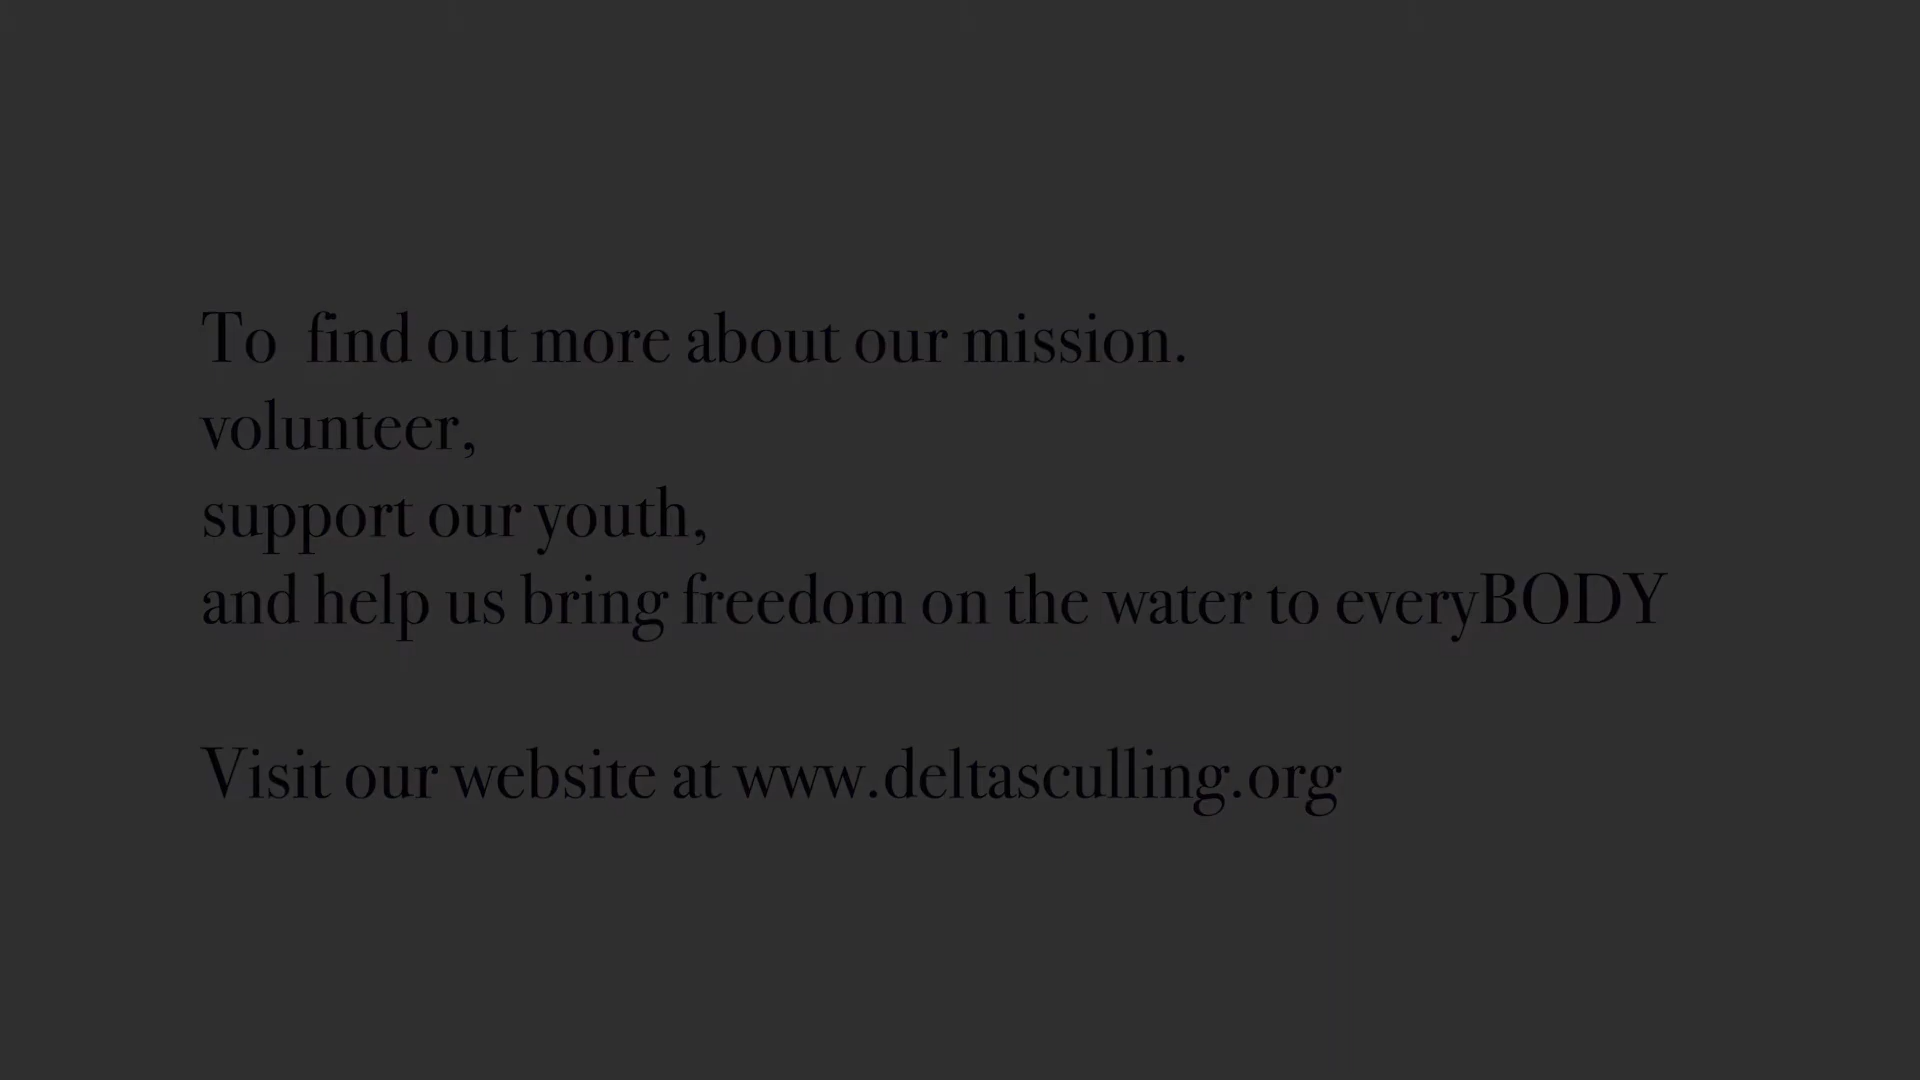 To  find out more about our mission.
volunteer,
support our youth,
and help us bring freedom on the water to everyBODY
Visit our website at www.deltasculling.org